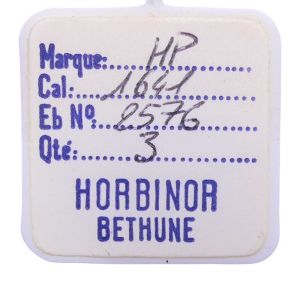 Marque: HP
Cal: 1641
Eb Nº 2576
Qté: 3
HORBINOR
BETHUNE